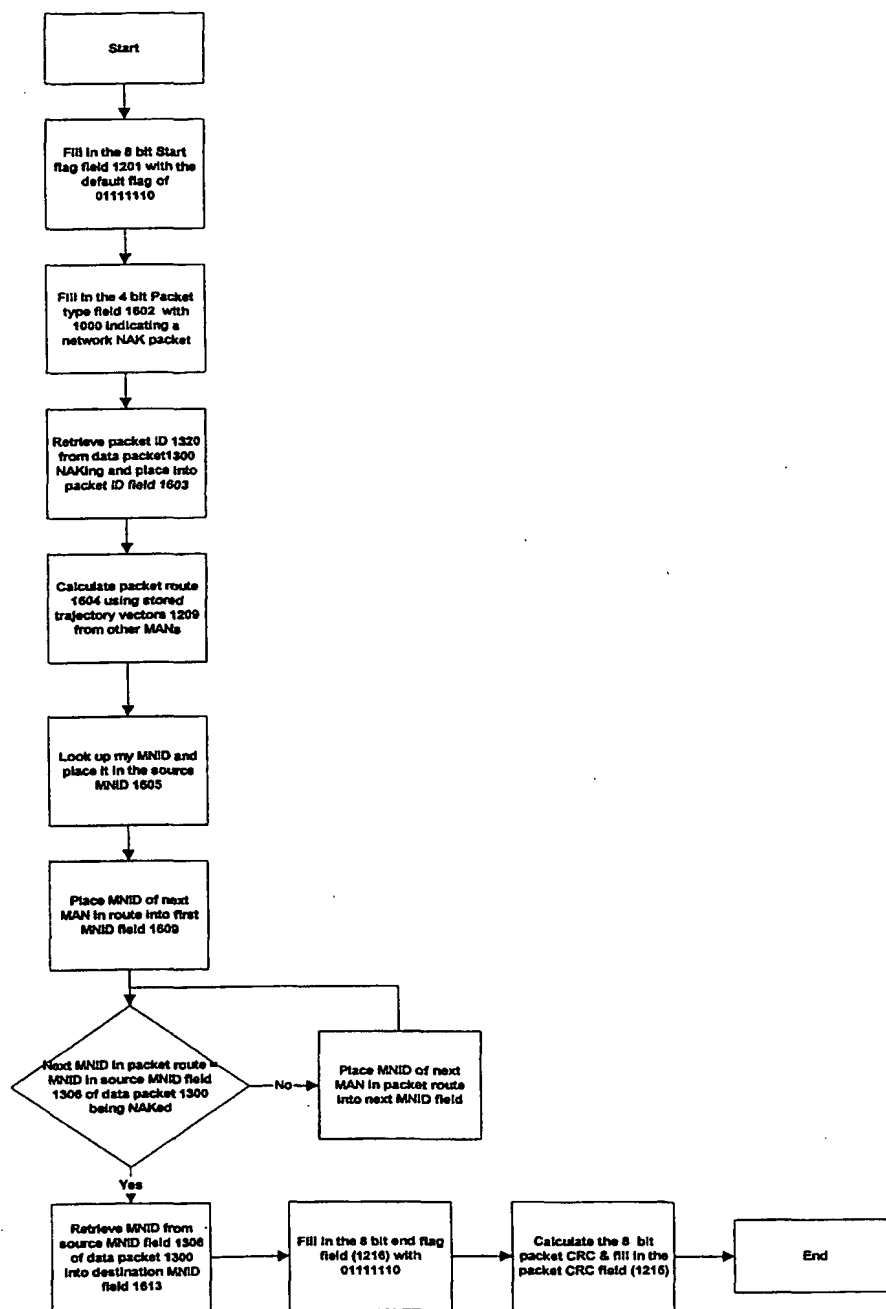 Start
Fill in the 8 bit Start
flag field 1201 with the
default flag of
01111110
Fill in the 4 bit Packet
type field 1602 with
1000 indicating a
network NAK packet
Retrieve packet ID 1320
from data packet1300
NAKing and place into
packet ID field 1603
Calculate packet route
1604 using stored
trajectory vectors 1209
from other MANs
Look up my MNID and
place it in the source
MNID 1605
Place MNID of next
MAN in route into first
MNID field 1609
Next MNID in packet route =
MNID in source MNID field
1306 of data packet 1300
being NAKed
No
Place MNID of next
MAN in packet route
into next MNID field
Yes
Retrieve MNID from
source MNID field 1306
of data packet 1300
into destination MNID
field 1613
Fill in the 8 bit end flag
field (1216) with
01111110
Calculate the 8 bit
packet CRC & fill in the
packet CRC field (1215)
End